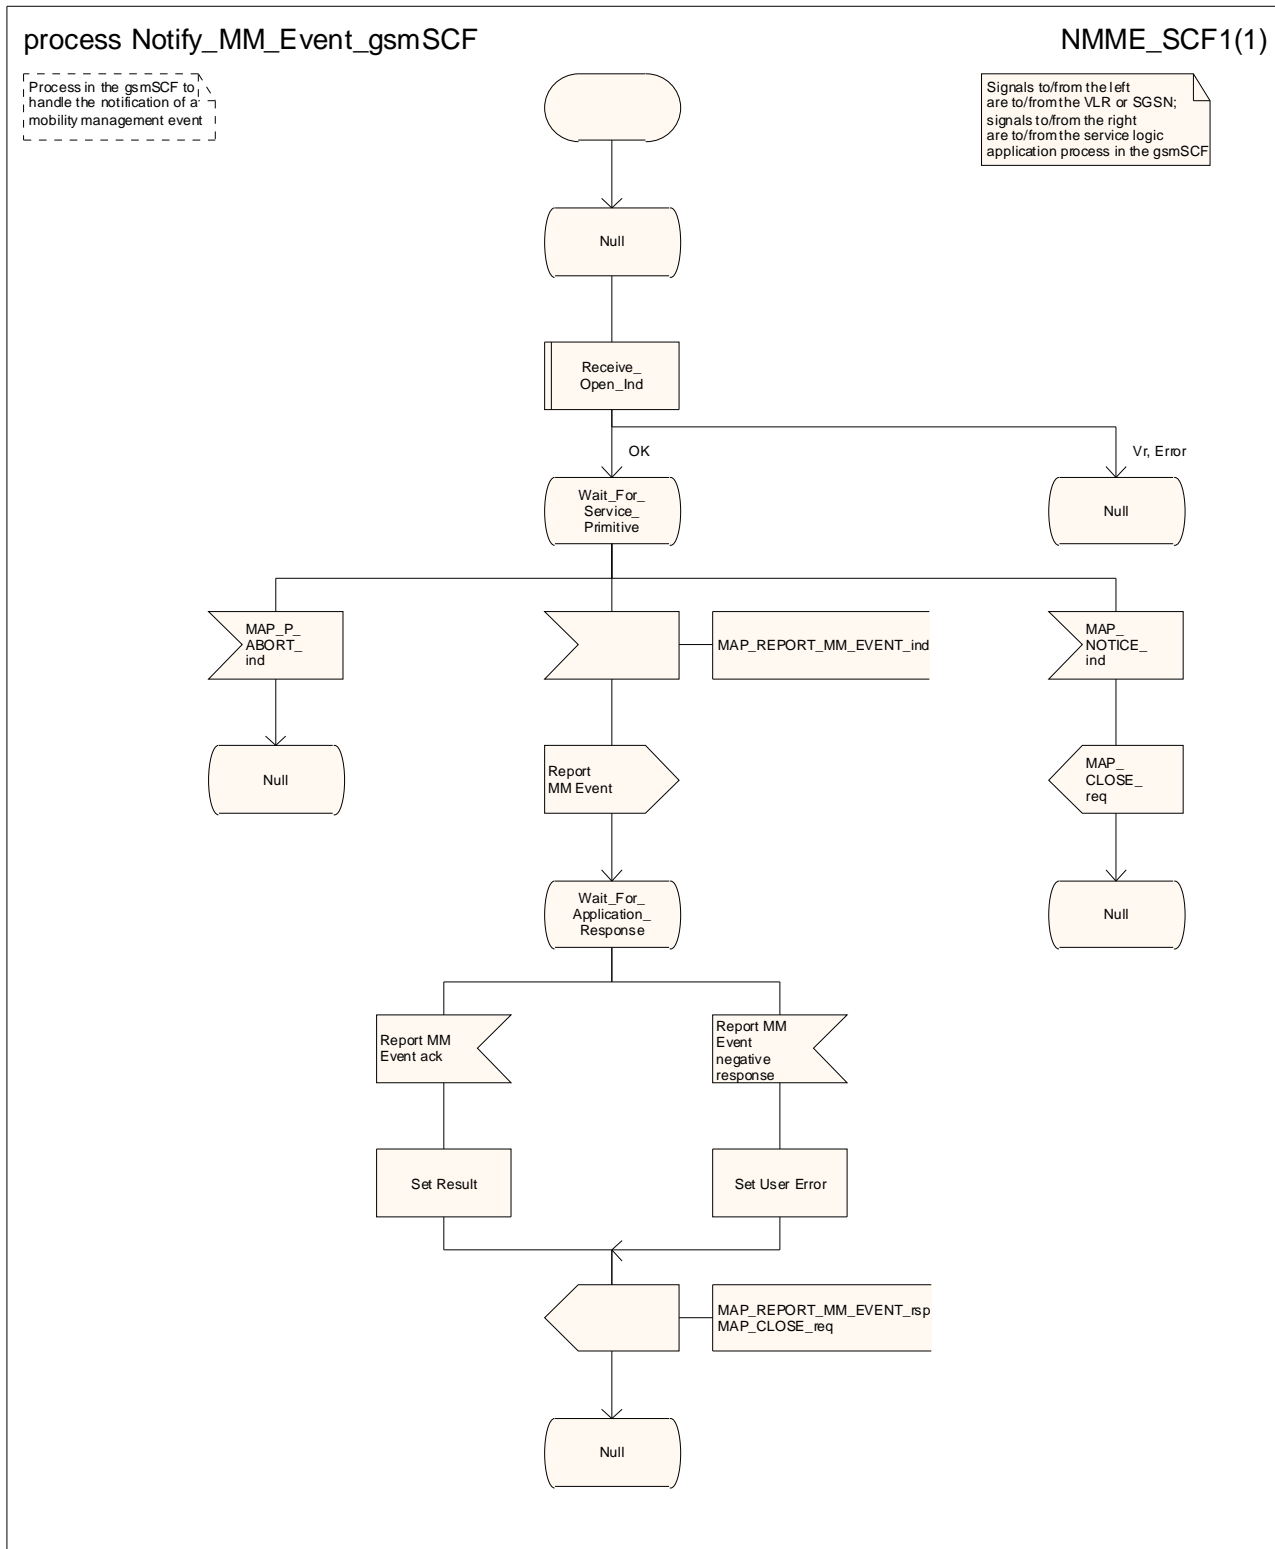 process Notify_MM_Event_gsmSCF
NMME_SCF1(1)
Process in the gsmSCF to
handle the notification of a
mobility management event
Signals to/from the left
are to/from the VLR or SGSN;
signals to/from the right
are to/from the service logic
application process in the gsmSCF
Null
Receive_
Open_Ind
OK
Vr, Error
Wait_For_
Service_
Primitive
Null
MAP_P_
ABORT_
ind
MAP_REPORT_MM_EVENT_ind
MAP_
NOTICE_
ind
Null
Report
MM Event
MAP_
CLOSE_
req
Wait_For_
Application_
Response
Null
Report MM
Event ack
Report MM
Event
negative
response
Set Result
Set User Error
MAP_REPORT_MM_EVENT_rsp
MAP_CLOSE_req
Null